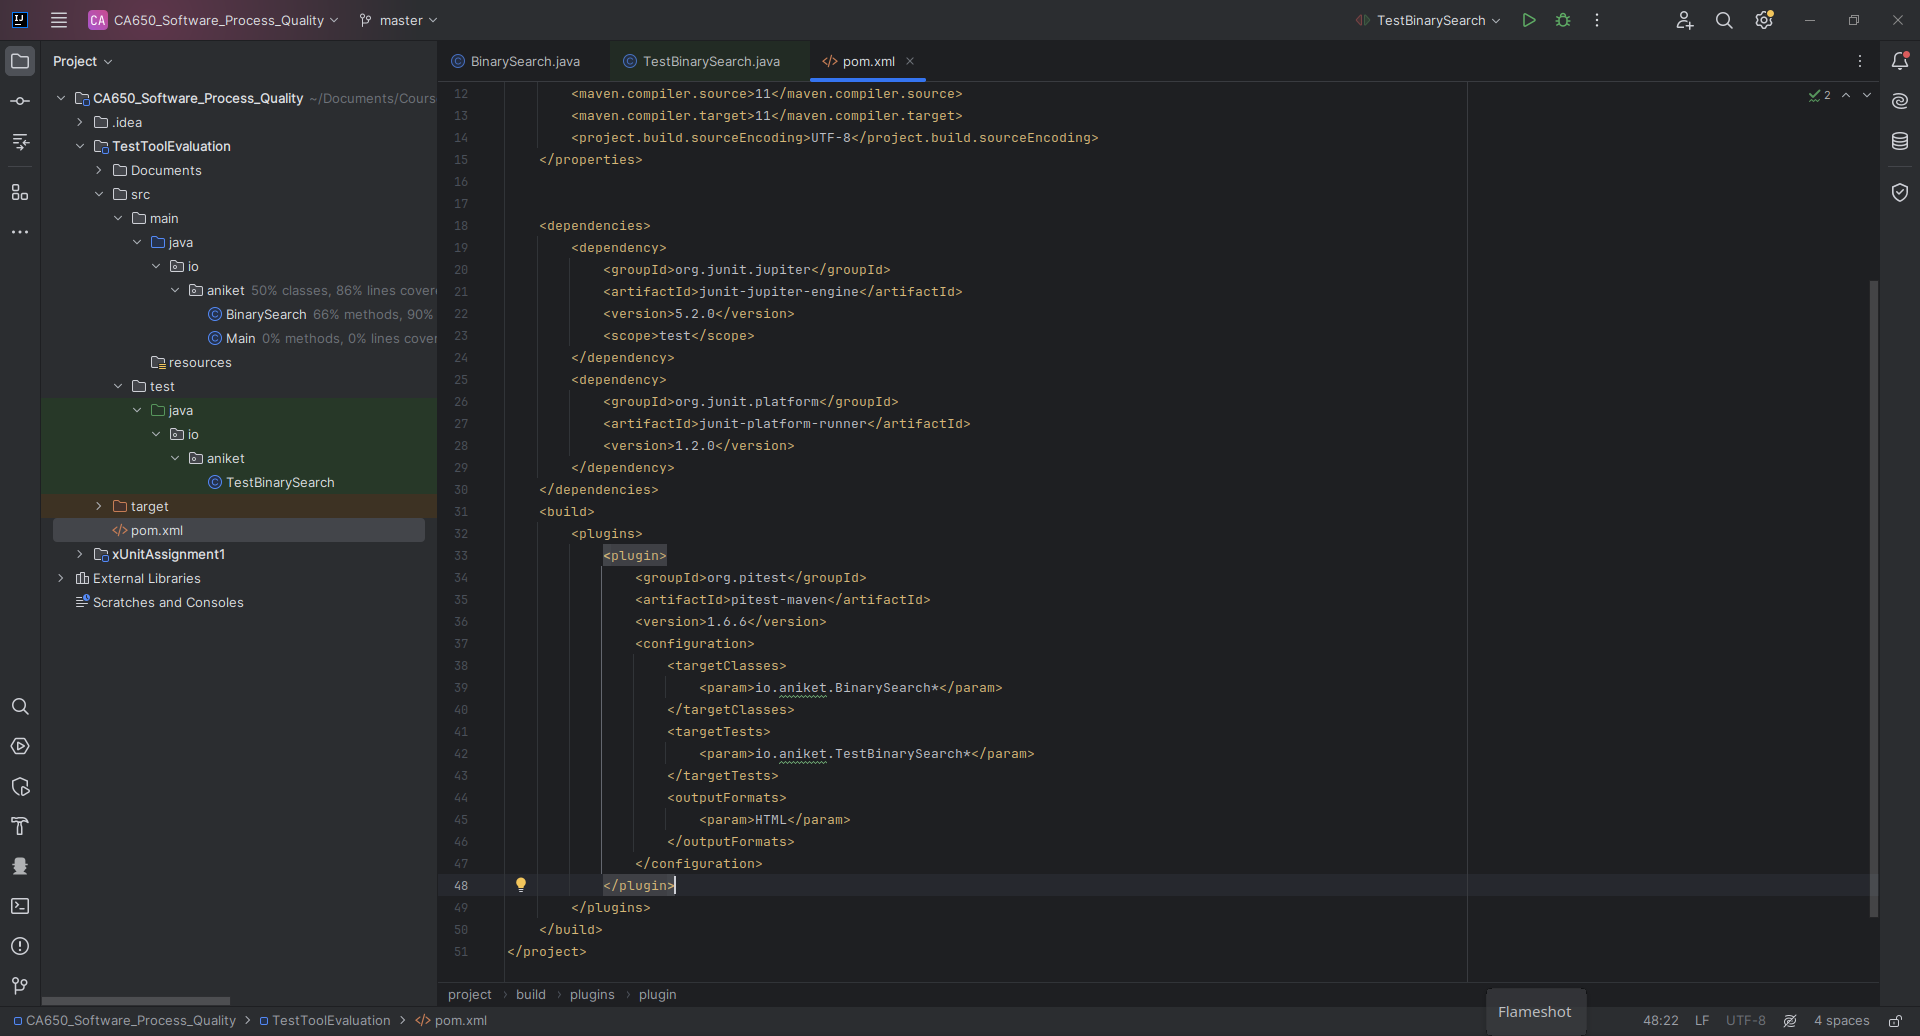 CA CA650_Software_Process_Quality master TestBinarySearch
Project
BinarySearch.java TestBinarySearch.java pom.xml
CA650_Software_Process_Quality ~/Documents/Cours
.idea
TestToolEvaluation
Documents
src
main
java
io
aniket 50% classes, 86% lines cover
BinarySearch 66% methods, 90%
Main 0% methods, 0% lines cover
resources
test
java
io
aniket
TestBinarySearch
target
pom.xml
xUnitAssignment1
External Libraries
Scratches and Consoles
2
12 <maven.compiler.source>11</maven.compiler.source>
13 <maven.compiler.target>11</maven.compiler.target>
14 <project.build.sourceEncoding>UTF-8</project.build.sourceEncoding>
15 </properties>
16
17
18 <dependencies>
19 <dependency>
20 <groupId>org.junit.jupiter</groupId>
21 <artifactId>junit-jupiter-engine</artifactId>
22 <version>5.2.0</version>
23 <scope>test</scope>
24 </dependency>
25 <dependency>
26 <groupId>org.junit.platform</groupId>
27 <artifactId>junit-platform-runner</artifactId>
28 <version>1.2.0</version>
29 </dependency>
30 </dependencies>
31 <build>
32 <plugins>
33 <plugin>
34 <groupId>org.pitest</groupId>
35 <artifactId>pitest-maven</artifactId>
36 <version>1.6.6</version>
37 <configuration>
38 <targetClasses>
39 <param>io.aniket.BinarySearch*</param>
40 </targetClasses>
41 <targetTests>
42 <param>io.aniket.TestBinarySearch*</param>
43 </targetTests>
44 <outputFormats>
45 <param>HTML</param>
46 </outputFormats>
47 </configuration>
48 </plugin>
49 </plugins>
50 </build>
51 </project>
project > build > plugins > plugin
Flameshot
CA650_Software_Process_Quality > TestToolEvaluation > pom.xml 48:22 LF UTF-8 4 spaces